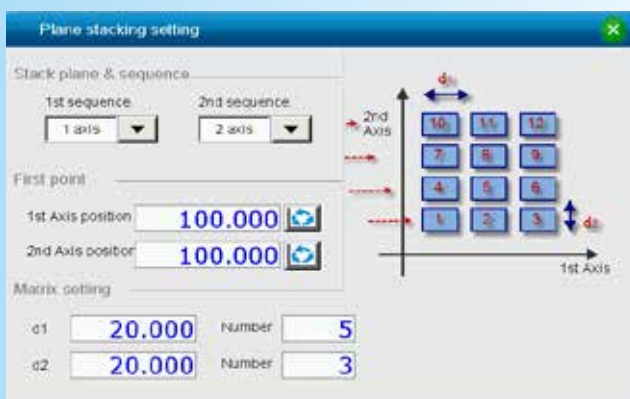 Plane stacking setting
Stack plane & sequence
1st sequence 2nd sequence
1 axis 2 axis
First point
1st Axis position 100.000
2nd Axis position 100.000
Matrix setting
d1 20.000 Number 5
d2 20.000 Number 3
d1
2nd Axis
10 11 12
7 8 9
4 5 6
1 2 3
d2
1st Axis